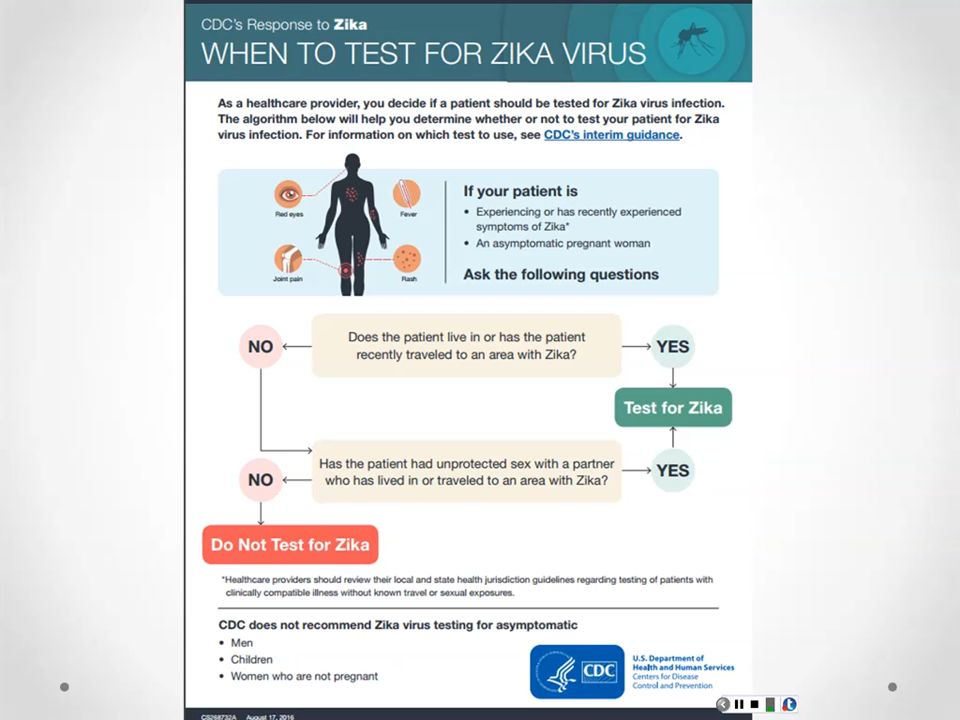 CDC's Response to Zika
WHEN TO TEST FOR ZIKA VIRUS
As a healthcare provider, you decide if a patient should be tested for Zika virus infection.
The algorithm below will help you determine whether or not to test your patient for Zika
virus infection. For information on which test to use, see CDC's interim guidance.
Red eyes
Fever
Joint pain
Rash
If your patient is
• Experiencing or has recently experienced
symptoms of Zika*
• An asymptomatic pregnant woman
Ask the following questions
NO
Does the patient live in or has the patient
recently traveled to an area with Zika?
YES
Test for Zika
NO
Has the patient had unprotected sex with a partner
who has lived in or traveled to an area with Zika?
YES
Do Not Test for Zika
*Healthcare providers should review their local and state health jurisdiction guidelines regarding testing of patients with
clinically compatible illness without known travel or sexual exposures.
CDC does not recommend Zika virus testing for asymptomatic
• Men
• Children
• Women who are not pregnant
CDC
U.S. Department of
Health and Human Services
Centers for Disease
Control and Prevention
CS268732A August 17, 2016